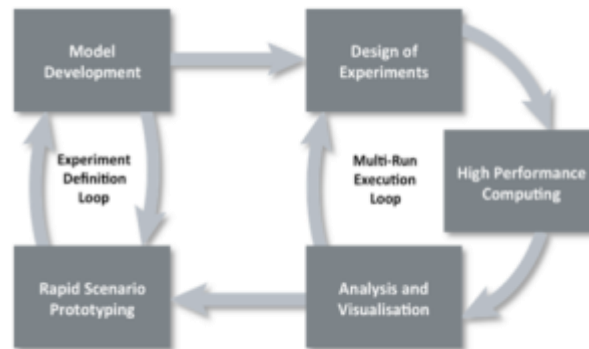 Model
Development
Design of
Experiments
Experiment
Definition
Loop
Multi-Run
Execution
Loop
High Performance
Computing
Rapid Scenario
Prototyping
Analysis and
Visualisation